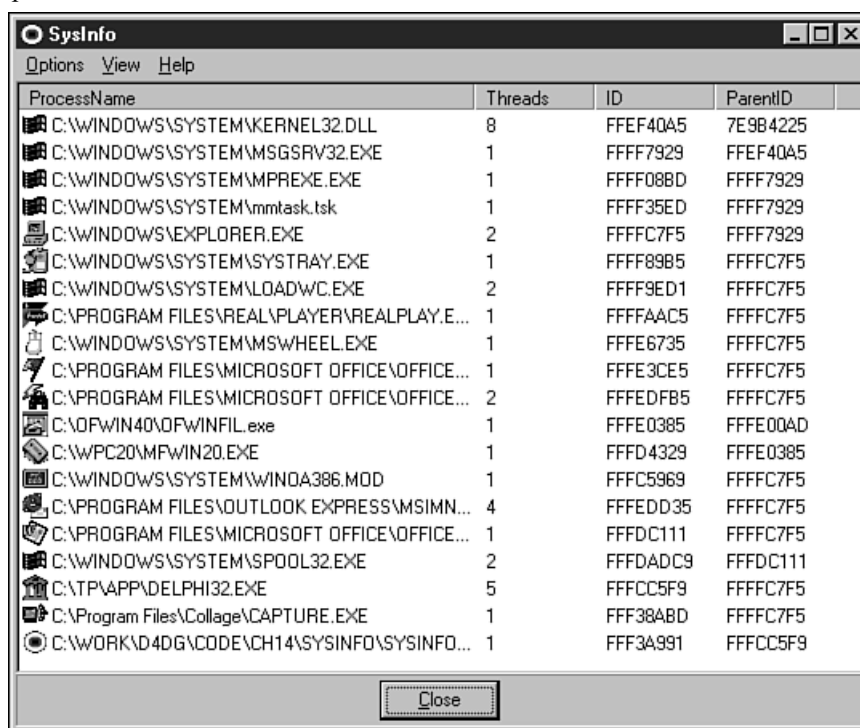 SysInfo
Options View Help
ProcessName Threads ID ParentID
C:\WINDOWS\SYSTEM\KERNEL32.DLL 8 FFEF40A5 7E9B4225
C:\WINDOWS\SYSTEM\MSGSRV32.EXE 1 FFFF7929 FFEF40A5
C:\WINDOWS\SYSTEM\MPREXE.EXE 1 FFFF08BD FFFF7929
C:\WINDOWS\SYSTEM\mmtask.tsk 1 FFFF35ED FFFF7929
C:\WINDOWS\EXPLORER.EXE 2 FFFFC7F5 FFFF7929
C:\WINDOWS\SYSTEM\SYSTRAY.EXE 1 FFFF89B5 FFFFC7F5
C:\WINDOWS\SYSTEM\LOADWC.EXE 2 FFFF9ED1 FFFFC7F5
C:\PROGRAM FILES\REAL\PLAYER\REALPLAY.E... 1 FFFFAAC5 FFFFC7F5
C:\WINDOWS\SYSTEM\MSWHEEL.EXE 1 FFFE6735 FFFFC7F5
C:\PROGRAM FILES\MICROSOFT OFFICE\OFFICE... 1 FFFE3CE5 FFFFC7F5
C:\PROGRAM FILES\MICROSOFT OFFICE\OFFICE... 2 FFFEDFB5 FFFFC7F5
C:\OFWIN40\OFWINFIL.exe 1 FFFE0385 FFFE00AD
C:\WPC20\MFWIN20.EXE 1 FFFD4329 FFFE0385
C:\WINDOWS\SYSTEM\WINOA386.MOD 1 FFFC5969 FFFFC7F5
C:\PROGRAM FILES\OUTLOOK EXPRESS\MSIMN... 4 FFFEDD35 FFFFC7F5
C:\PROGRAM FILES\MICROSOFT OFFICE\OFFICE... 1 FFFDC111 FFFFC7F5
C:\WINDOWS\SYSTEM\SPOOL32.EXE 2 FFFDADC9 FFFDC111
C:\TP\APP\DELPHI32.EXE 5 FFFCC5F9 FFFFC7F5
C:\Program Files\Collage\CAPTURE.EXE 1 FFF38ABD FFFFC7F5
C:\WORK\D4DG\CODE\CH14\SYSINFO\SYSINFO... 1 FFF3A991 FFFCC5F9
Close